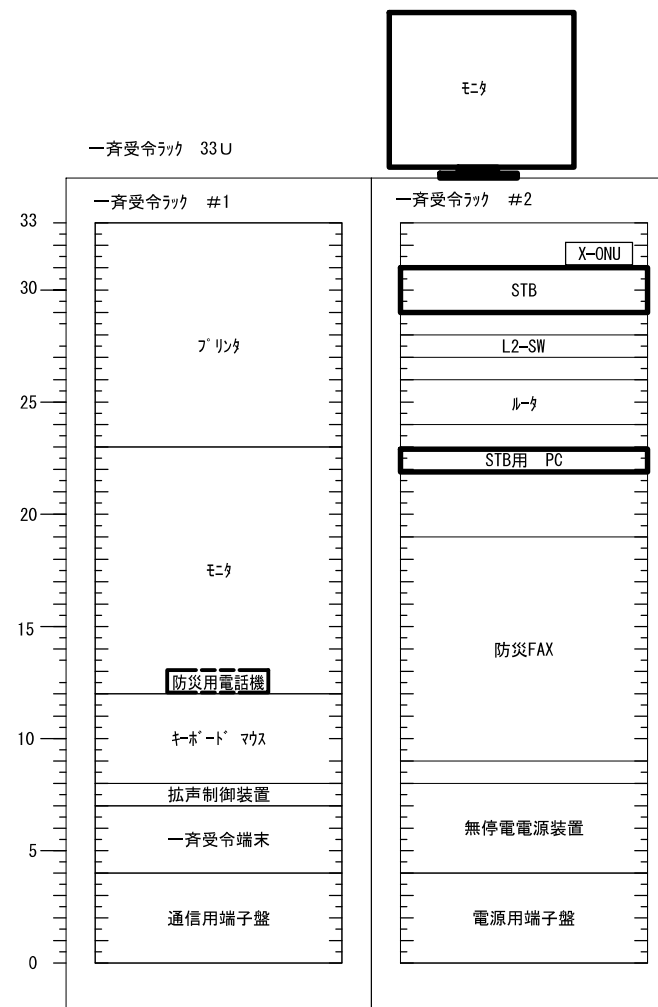 モニタ
一斉受令ラック 33U
一斉受令ラック #1
一斉受令ラック #2
33
30
25
20
15
10
5
0
プリンタ
モニタ
防災用電話機
キーボード マウス
拡声制御装置
一斉受令端末
通信用端子盤
X-ONU
STB
L2-SW
ルータ
STB用 PC
防災FAX
無停電電源装置
電源用端子盤